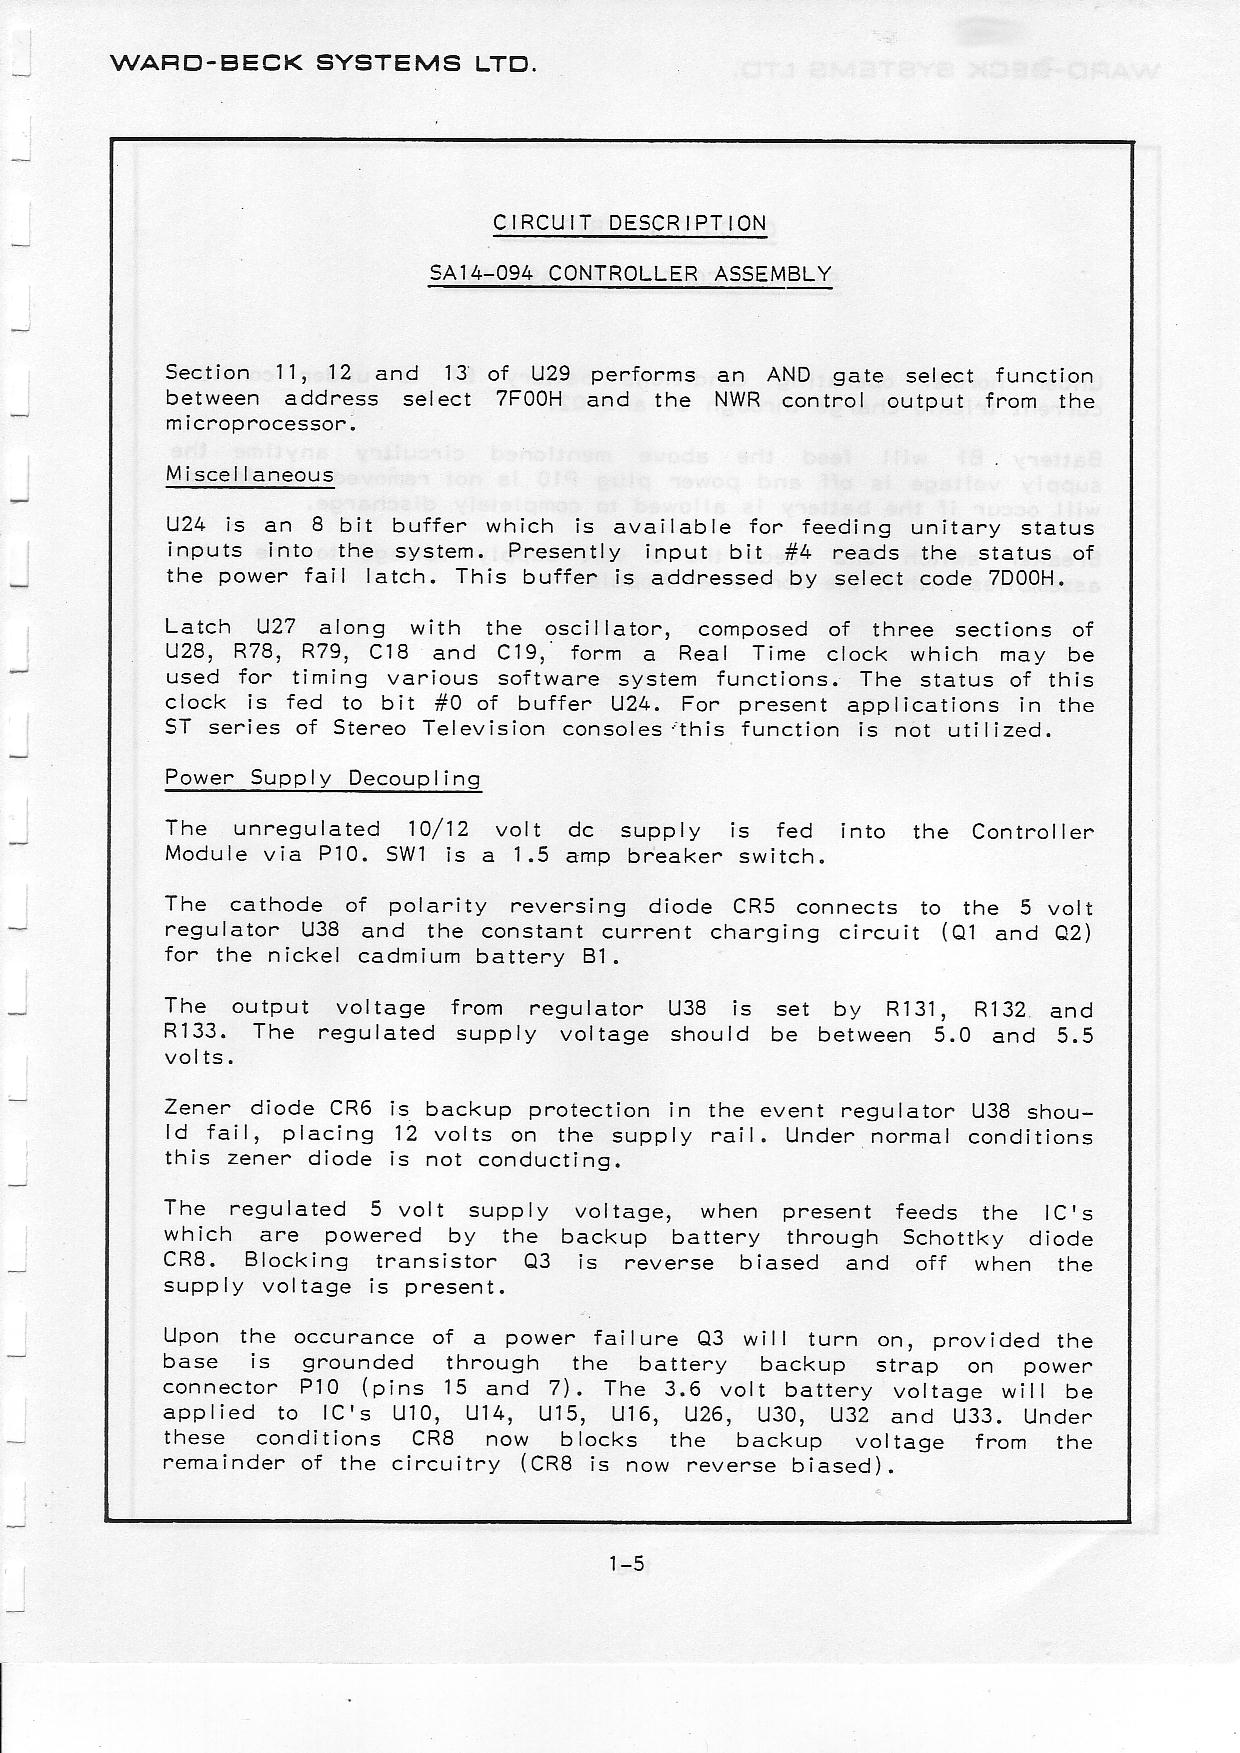 WARD-BECK SYSTEMS LTD.
CIRCUIT DESCRIPTION
SA14-094 CONTROLLER ASSEMBLY
Section 11, 12 and 13 of U29 performs an AND gate select function
between address select 7F00H and the NWR control output from the
microprocessor.
Miscellaneous
U24 is an 8 bit buffer which is available for feeding unitary status
inputs into the system. Presently input bit #4 reads the status of
the power fail latch. This buffer is addressed by select code 7D00H.
Latch U27 along with the oscillator, composed of three sections of
U28, R78, R79, C18 and C19, form a Real Time clock which may be
used for timing various software system functions. The status of this
clock is fed to bit #0 of buffer U24. For present applications in the
ST series of Stereo Television consoles this function is not utilized.
Power Supply Decoupling
The unregulated 10/12 volt dc supply is fed into the Controller
Module via P10. SW1 is a 1.5 amp breaker switch.
The cathode of polarity reversing diode CR5 connects to the 5 volt
regulator U38 and the constant current charging circuit (Q1 and Q2)
for the nickel cadmium battery B1.
The output voltage from regulator U38 is set by R131, R132 and
R133. The regulated supply voltage should be between 5.0 and 5.5
volts.
Zener diode CR6 is backup protection in the event regulator U38 shou-
ld fail, placing 12 volts on the supply rail. Under normal conditions
this zener diode is not conducting.
The regulated 5 volt supply voltage, when present feeds the IC's
which are powered by the backup battery through Schottky diode
CR8. Blocking transistor Q3 is reverse biased and off when the
supply voltage is present.
Upon the occurance of a power failure Q3 will turn on, provided the
base is grounded through the battery backup strap on power
connector P10 (pins 15 and 7). The 3.6 volt battery voltage will be
applied to IC's U10, U14, U15, U16, U26, U30, U32 and U33. Under
these conditions CR8 now blocks the backup voltage from the
remainder of the circuitry (CR8 is now reverse biased).
1-5